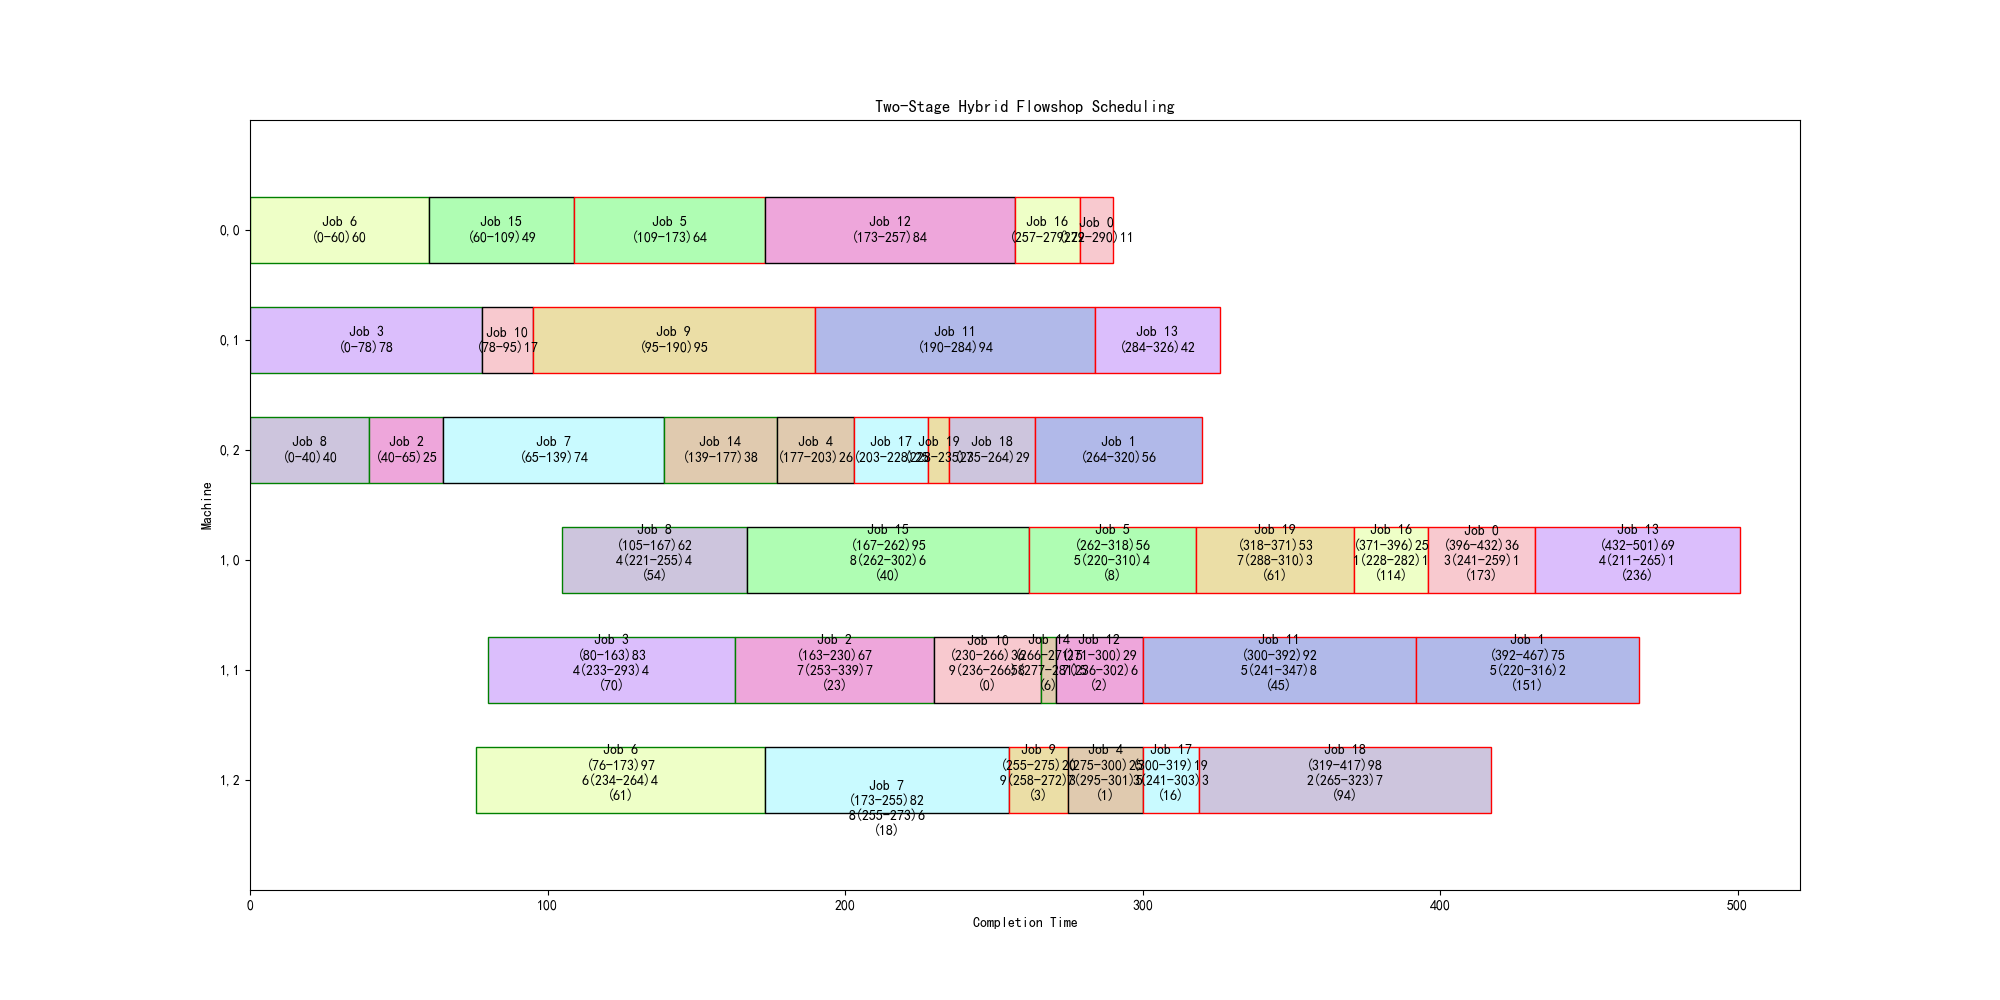 Two-Stage Hybrid Flowshop Scheduling
Machine
0,0
Job 6
(0-60)60
Job 15
(60-109)49
Job 5
(109-173)64
Job 12
(173-257)84
Job 16
(257-279)22
Job 0
(279-290)11
0,1
Job 3
(0-78)78
Job 10
(78-95)17
Job 9
(95-190)95
Job 11
(190-284)94
Job 13
(284-326)42
0,2
Job 8
(0-40)40
Job 2
(40-65)25
Job 7
(65-139)74
Job 14
(139-177)38
Job 4
(177-203)26
Job 17
(203-228)25
Job 19
(228-235)7
Job 18
(235-264)29
Job 1
(264-320)56
1,0
Job 8
(105-167)62
4(221-255)4
(54)
Job 15
(167-262)95
8(262-302)6
(40)
Job 5
(262-318)56
5(220-310)4
(8)
Job 19
(318-371)53
7(288-310)3
(61)
Job 16
(371-396)25
1(228-282)1
(114)
Job 0
(396-432)36
3(241-259)1
(173)
Job 13
(432-501)69
4(211-265)1
(236)
1,1
Job 3
(80-163)83
4(233-293)4
(70)
Job 2
(163-230)67
7(253-339)7
(23)
Job 10
(230-266)36
9(236-266)8
(0)
Job 14
(266-271)5
(6)
Job 12
(271-300)29
7(236-302)6
(2)
Job 11
(300-392)92
5(241-347)8
(45)
Job 1
(392-467)75
5(220-316)2
(151)
1,2
Job 6
(76-173)97
6(234-264)4
(61)
Job 7
(173-255)82
8(255-273)6
(18)
Job 9
(255-275)20
(3)
Job 4
(275-300)25
(1)
Job 17
(300-319)19
(16)
Job 18
(319-417)98
2(265-323)7
(94)
0
100
200
300
400
500
Completion Time